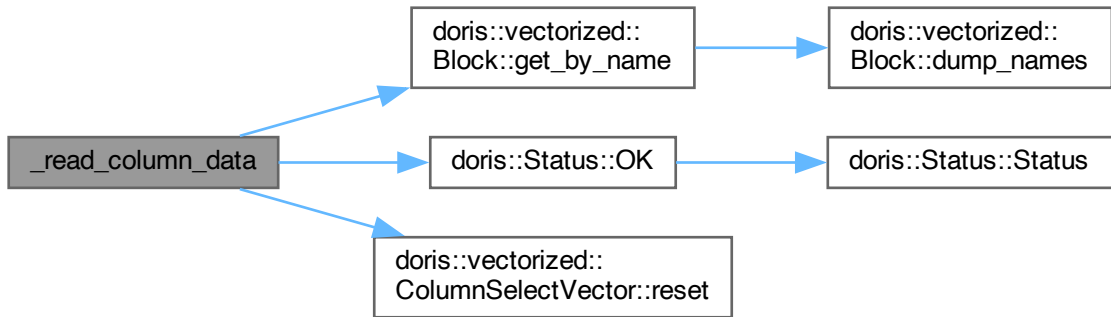 doris::vectorized::
Block::get_by_name
doris::vectorized::
Block::dump_names
_read_column_data
doris::Status::OK
doris::Status::Status
doris::vectorized::
ColumnSelectVector::reset